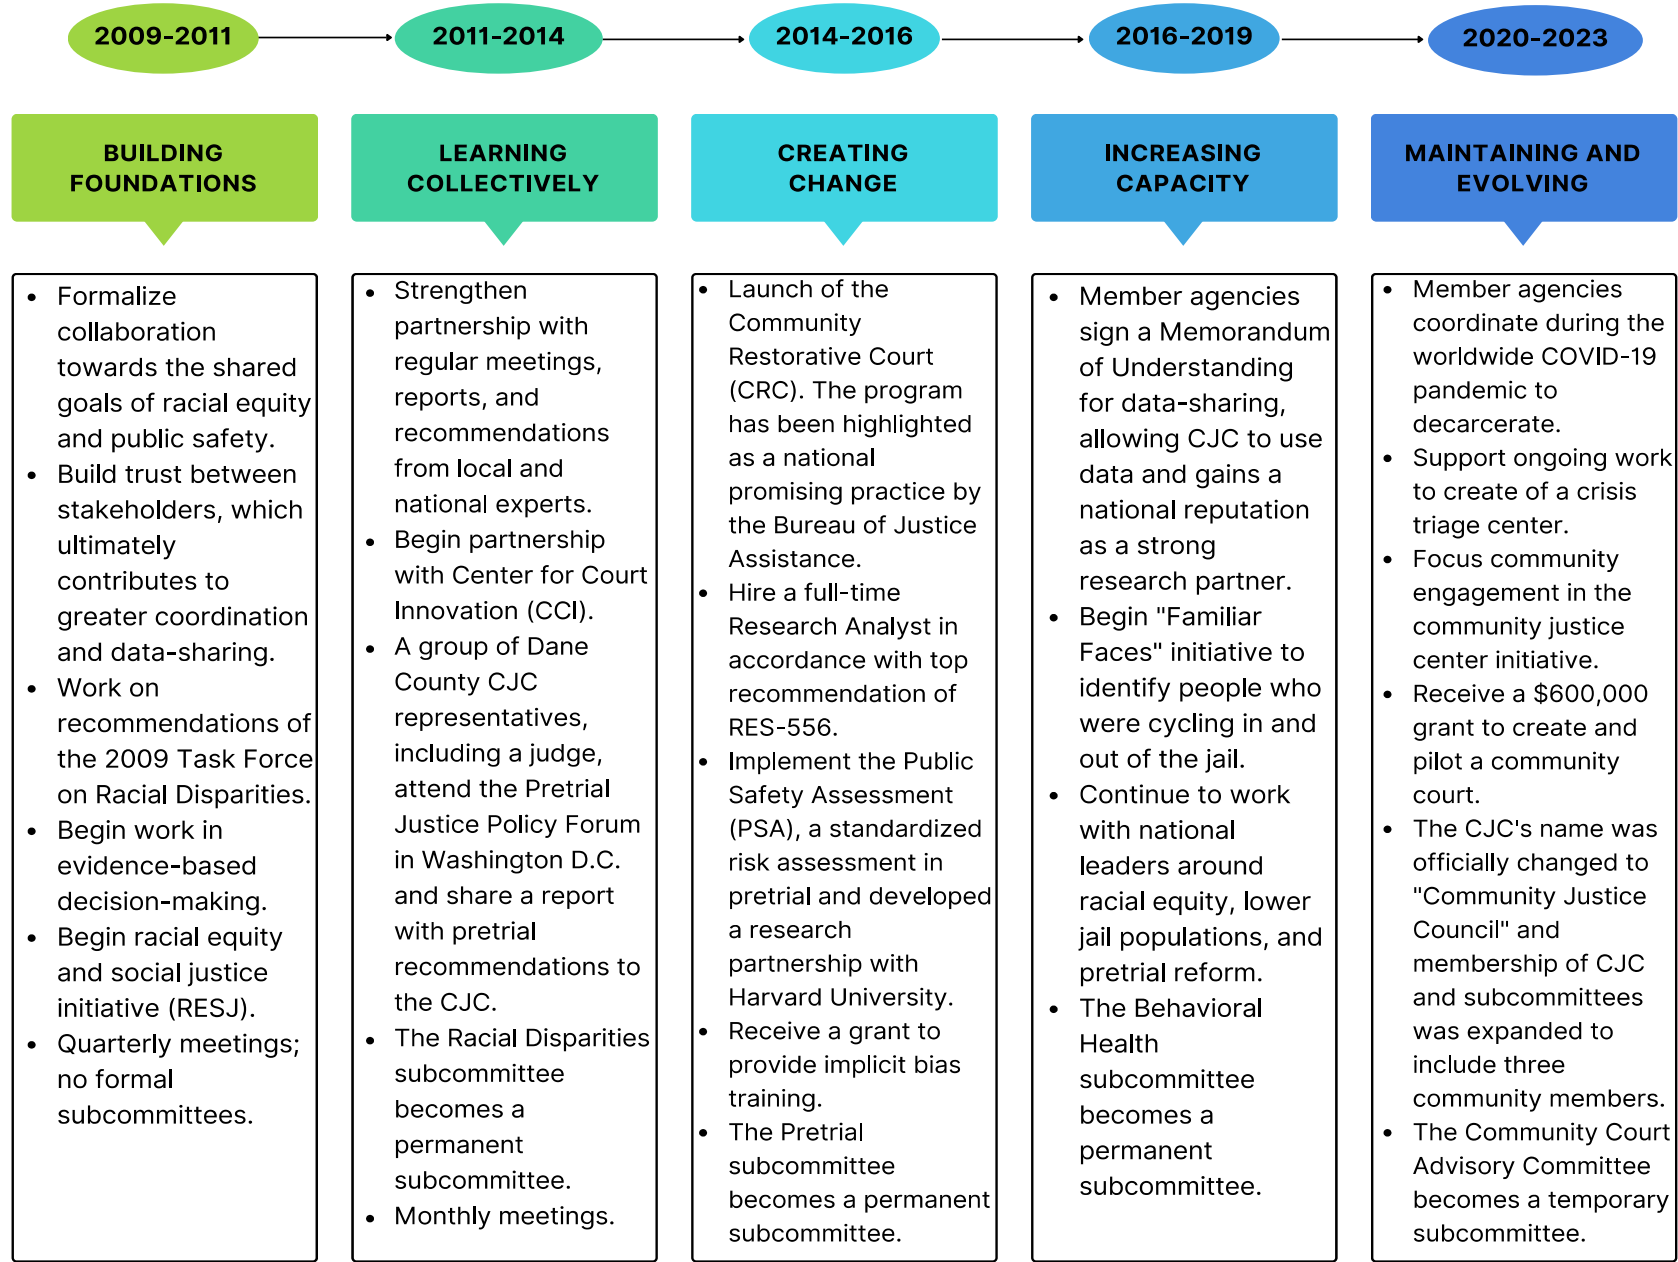 2009-2011
2011-2014
2014-2016
2016-2019
2020-2023
BUILDING
FOUNDATIONS
LEARNING
COLLECTIVELY
CREATING
CHANGE
INCREASING
CAPACITY
MAINTAINING AND
EVOLVING
• Formalize
collaboration
towards the shared
goals of racial equity
and public safety.
• Build trust between
stakeholders, which
ultimately
contributes to
greater coordination
and data-sharing.
• Work on
recommendations of
the 2009 Task Force
on Racial Disparities.
• Begin work in
evidence-based
decision-making.
• Begin racial equity
and social justice
initiative (RESJ).
• Quarterly meetings;
no formal
subcommittees.
• Strengthen
partnership with
regular meetings,
reports, and
recommendations
from local and
national experts.
• Begin partnership
with Center for Court
Innovation (CCI).
• A group of Dane
County CJC
representatives,
including a judge,
attend the Pretrial
Justice Policy Forum
in Washington D.C.
and share a report
with pretrial
recommendations to
the CJC.
• The Racial Disparities
subcommittee
becomes a
permanent
subcommittee.
• Monthly meetings.
• Launch of the
Community
Restorative Court
(CRC). The program
has been highlighted
as a national
promising practice by
the Bureau of Justice
Assistance.
• Hire a full-time
Research Analyst in
accordance with top
recommendation of
RES-556.
• Implement the Public
Safety Assessment
(PSA), a standardized
risk assessment in
pretrial and developed
a research
partnership with
Harvard University.
• Receive a grant to
provide implicit bias
training.
• The Pretrial
subcommittee
becomes a permanent
subcommittee.
• Member agencies
sign a Memorandum
of Understanding
for data-sharing,
allowing CJC to use
data and gains a
national reputation
as a strong
research partner.
• Begin "Familiar
Faces" initiative to
identify people who
were cycling in and
out of the jail.
• Continue to work
with national
leaders around
racial equity, lower
jail populations, and
pretrial reform.
• The Behavioral
Health
subcommittee
becomes a
permanent
subcommittee.
• Member agencies
coordinate during the
worldwide COVID-19
pandemic to
decarcerate.
• Support ongoing work
to create of a crisis
triage center.
• Focus community
engagement in the
community justice
center initiative.
• Receive a $600,000
grant to create and
pilot a community
court.
• The CJC's name was
officially changed to
"Community Justice
Council" and
membership of CJC
and subcommittees
was expanded to
include three
community members.
• The Community Court
Advisory Committee
becomes a temporary
subcommittee.